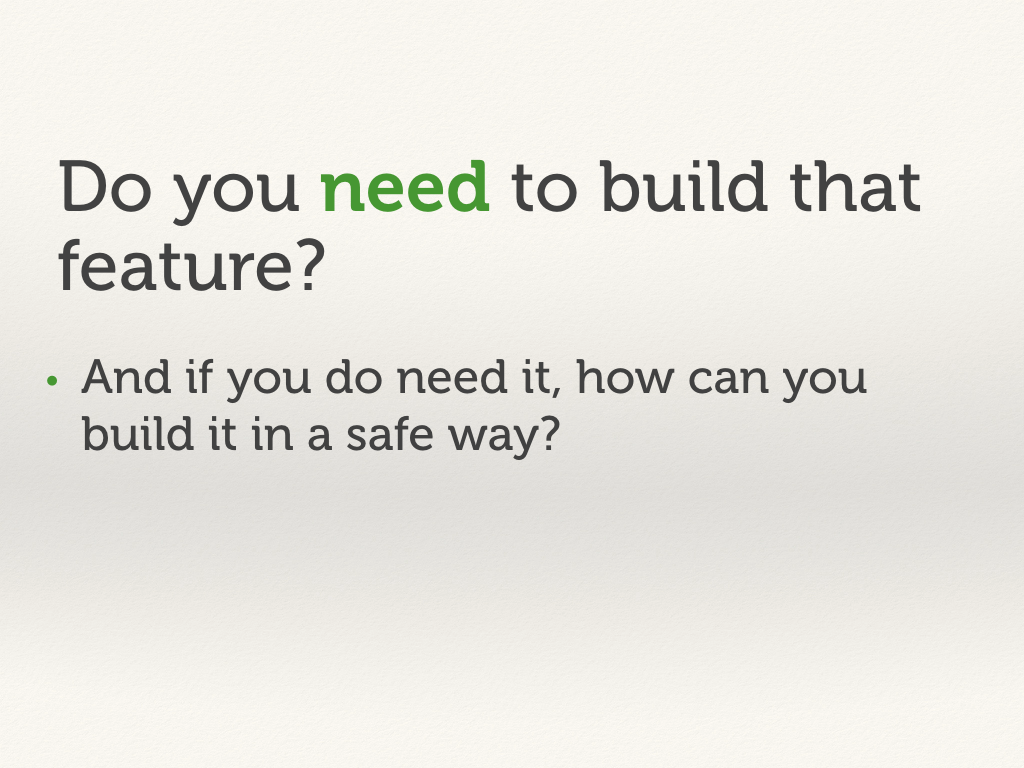 Do you need to build that
feature?
• And if you do need it, how can you
build it in a safe way?